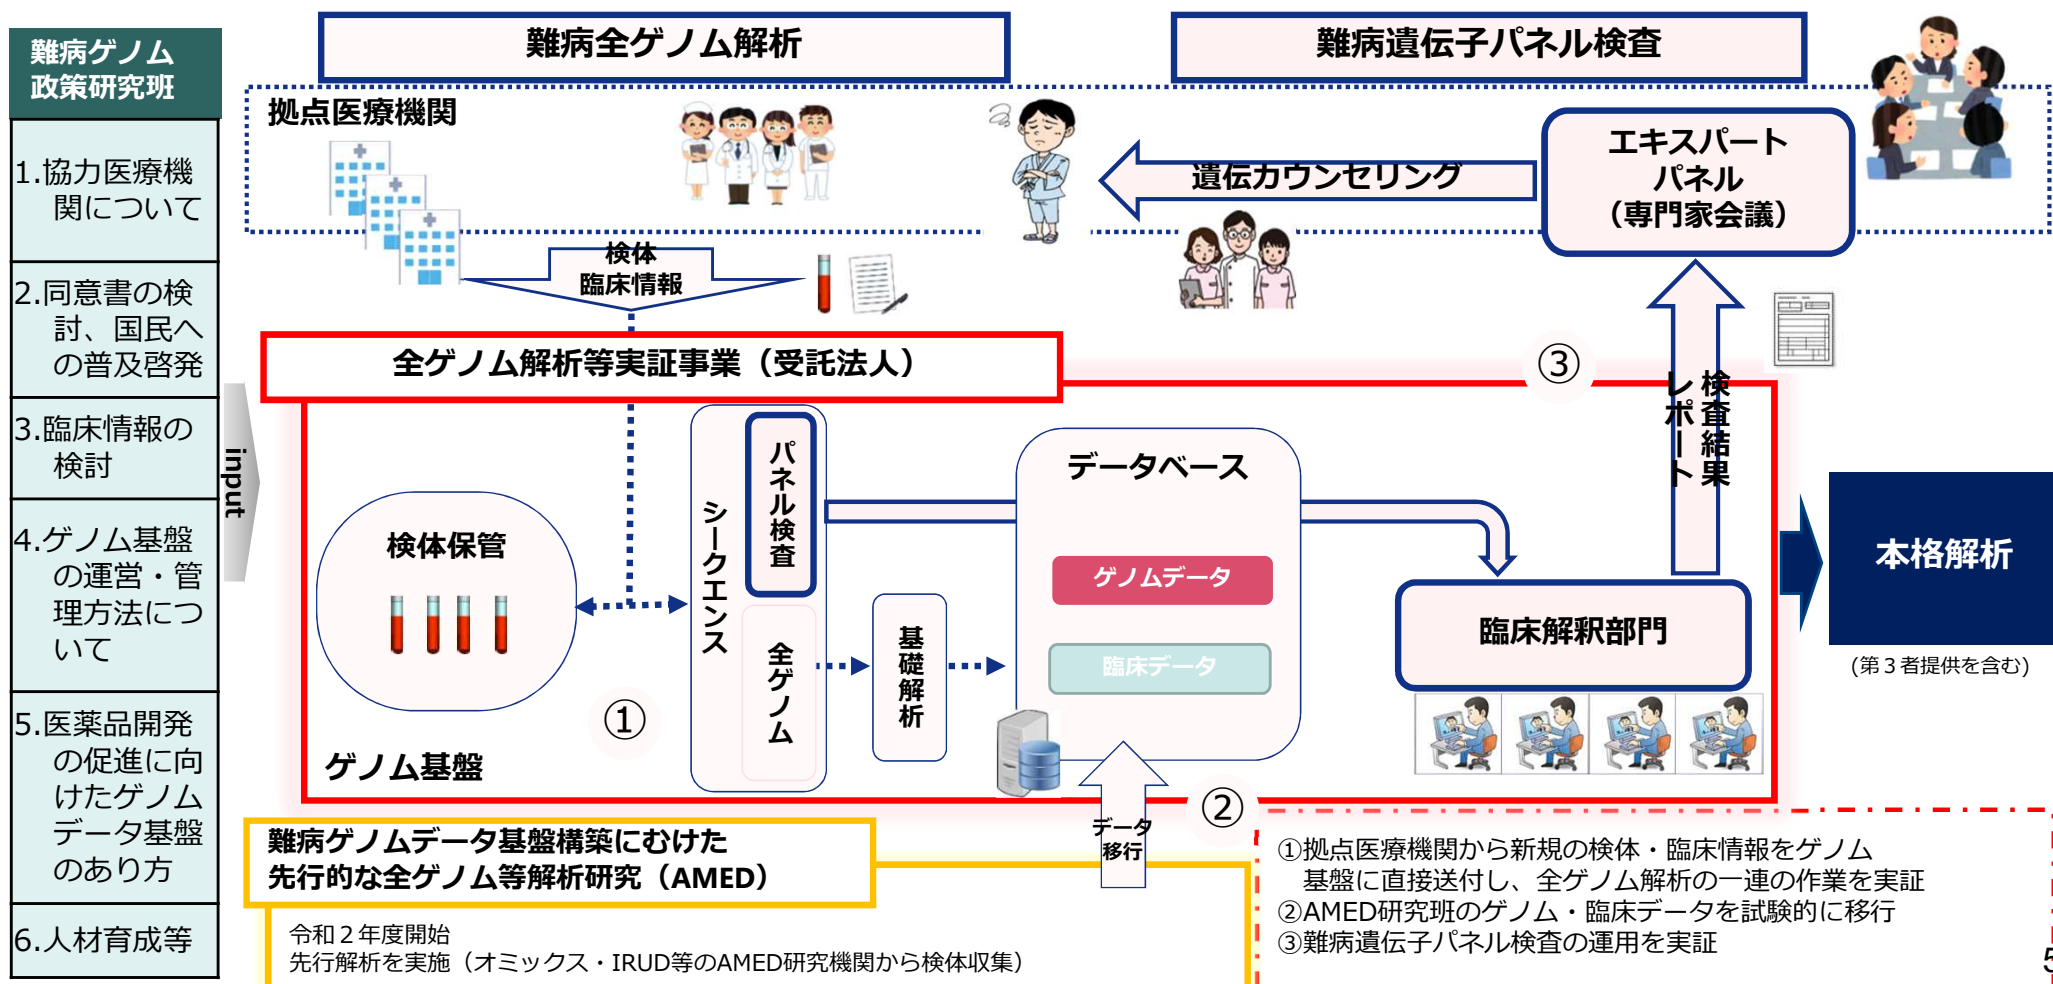 難病ゲノム
政策研究班
1.協力医療機
関について
2.同意書の検
討、国民へ
の普及啓発
3.臨床情報の
検討
4.ゲノム基盤
の運営・管
理方法につ
いて
5.医薬品開発
の促進に向
けたゲノム
データ基盤
のあり方
6.人材育成等
input
難病全ゲノム解析
難病遺伝子パネル検査
拠点医療機関
遺伝カウンセリング
エキスパート
パネル
（専門家会議）
検体
臨床情報
全ゲノム解析等実証事業（受託法人）
③
検査結果
レポート
検体保管
シークエンス
パネル検査
全ゲノム
基礎解析
データベース
ゲノムデータ
臨床データ
臨床解釈部門
本格解析
(第３者提供を含む)
①
ゲノム基盤
②
データ
移行
難病ゲノムデータ基盤構築にむけた
先行的な全ゲノム等解析研究（AMED）
令和２年度開始
先行解析を実施（オミックス・IRUD等のAMED研究機関から検体収集）
①拠点医療機関から新規の検体・臨床情報をゲノム
基盤に直接送付し、全ゲノム解析の一連の作業を実証
②AMED研究班のゲノム・臨床データを試験的に移行
③難病遺伝子パネル検査の運用を実証
5